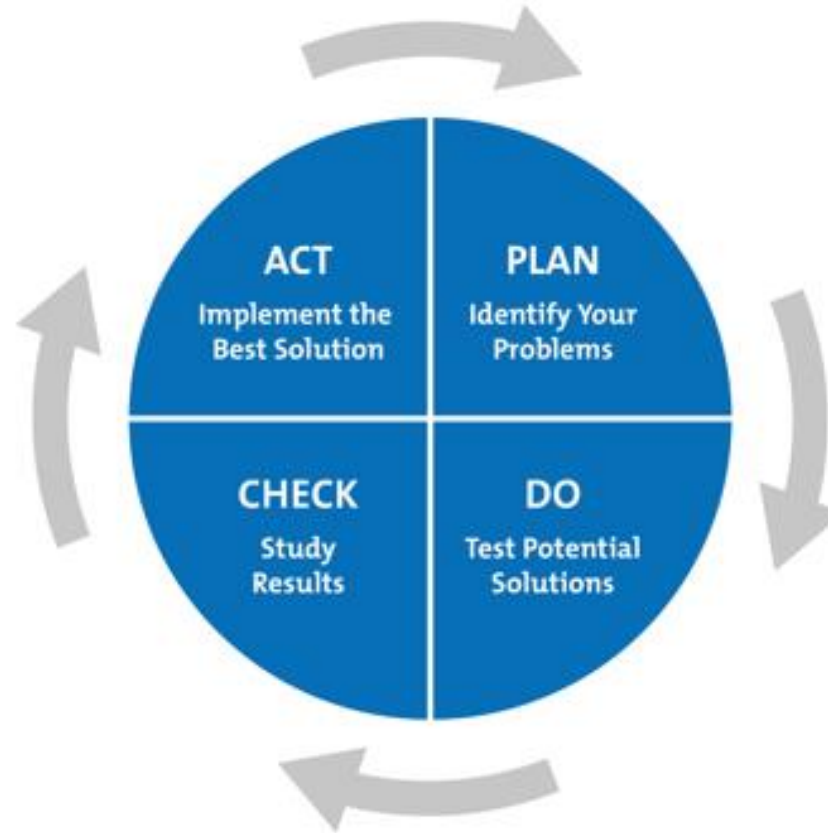 ACT
Implement the
Best Solution
PLAN
Identify Your
Problems
CHECK
Study
Results
DO
Test Potential
Solutions